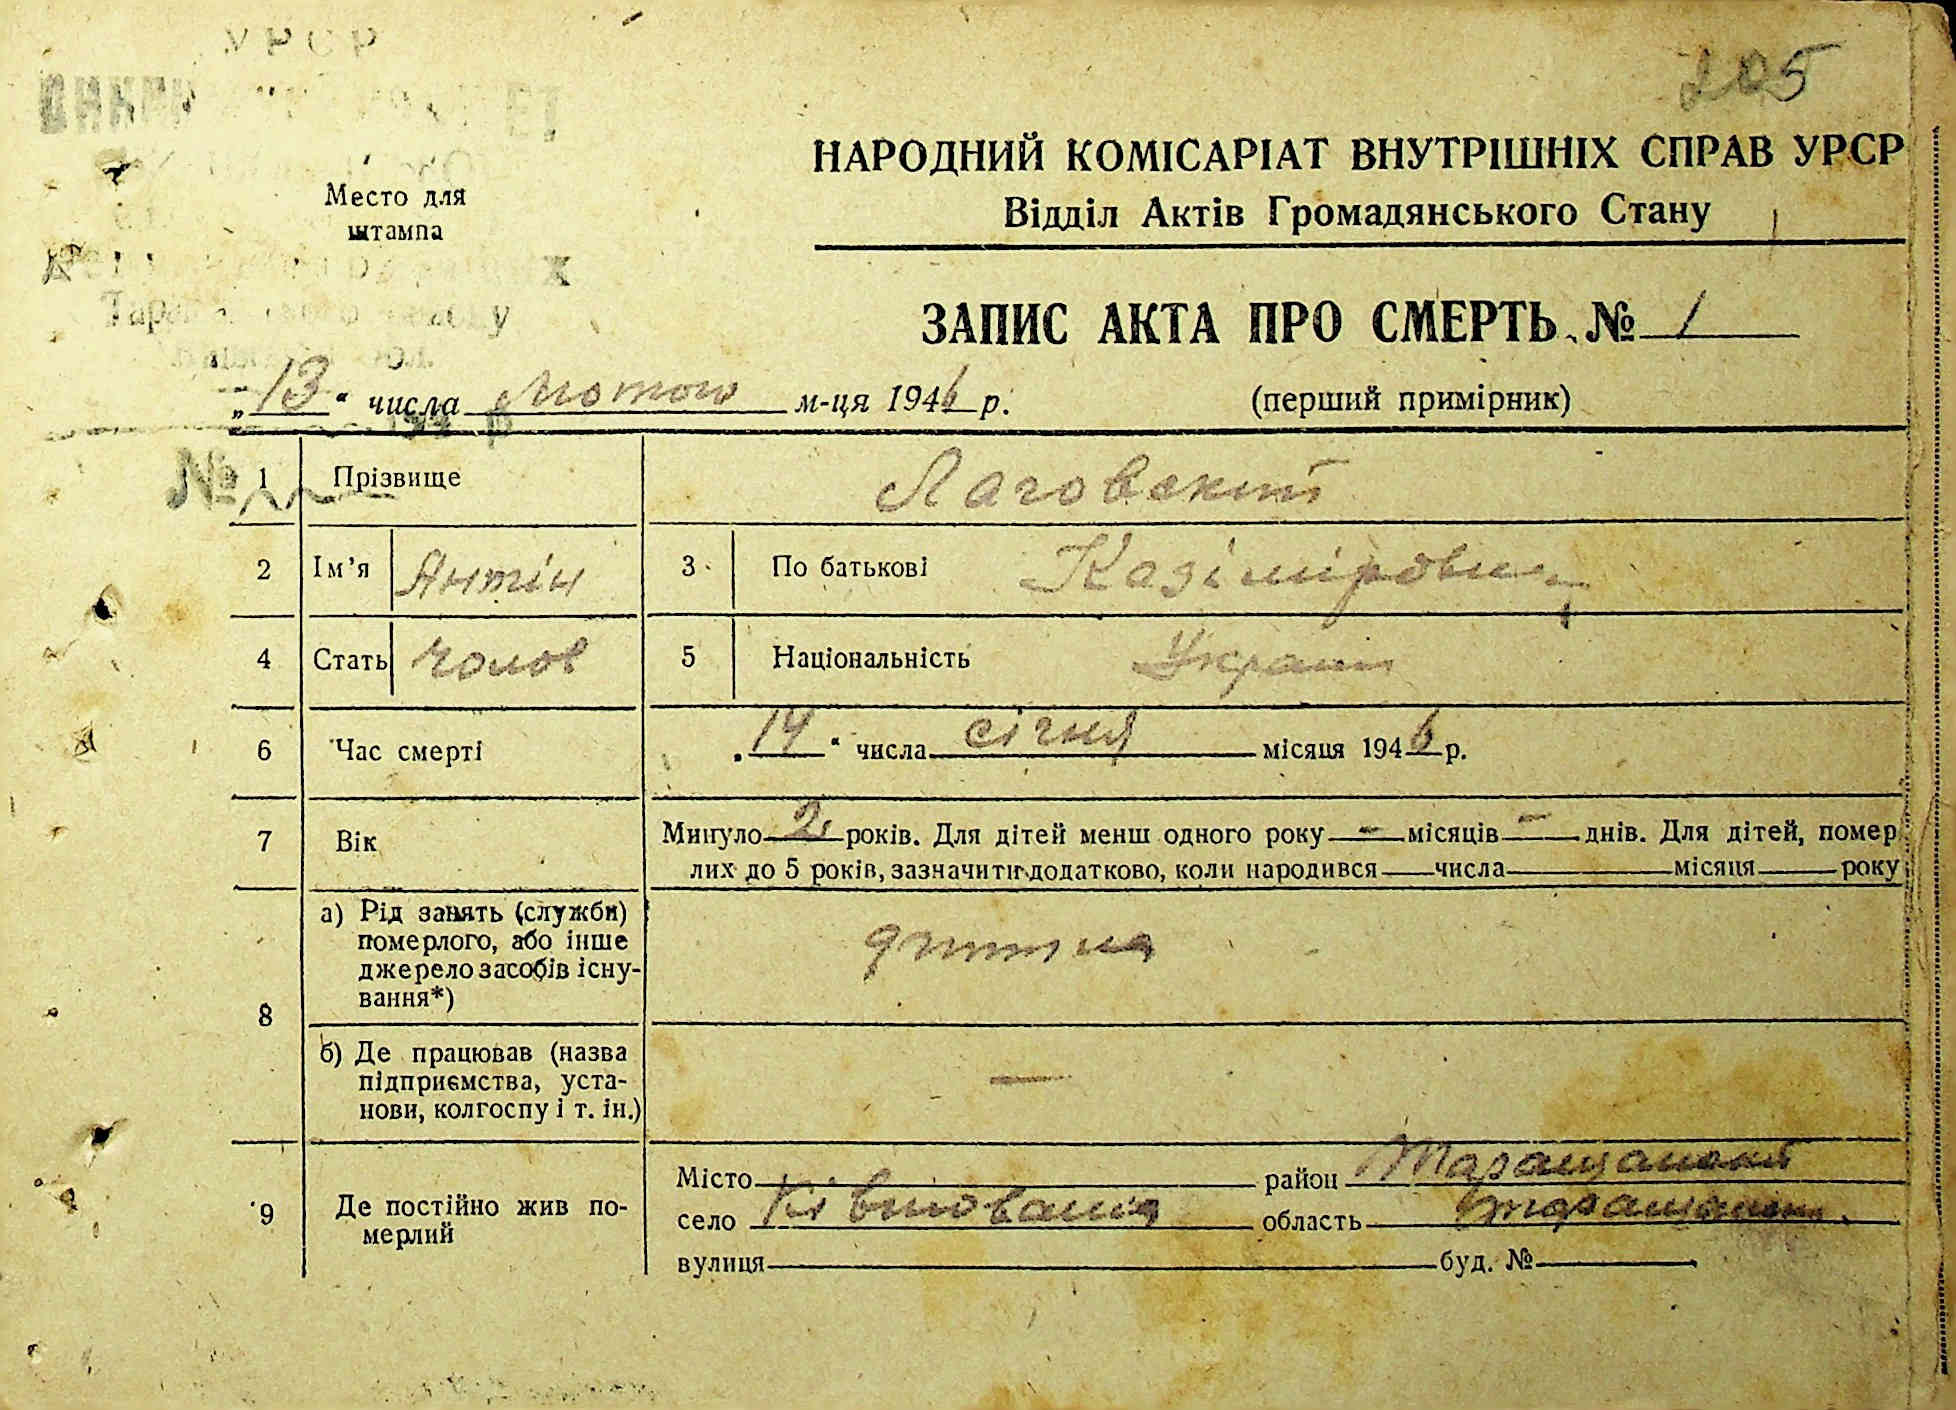 205
УРСР
Место для
штампа
НАРОДНИЙ КОМІСАРІАТ ВНУТРІШНІХ СПРАВ УРСР
Відділ Актів Громадянського Стану
ЗАПИС АКТА ПРО СМЕРТЬ № 1
„13“ числа Лютого м-ця 1946 р.
(перший примірник)
№
1 Прізвище Лаговский
2 Ім’я Антін 3 По батькові Казімірович
4 Стать Чолов 5 Національність Украин
6 Час смерті „14“ числа січня місяця 1946 р.
7 Вік Минуло 2 років. Для дітей менш одного року — місяців — днів. Для дітей, помер
лих до 5 років, зазначити додатково, коли народився числа місяця року
8 а) Рід занять (служби)
померлого, або інше
джерело засобів існу-
вання*)
дитина
б) Де працював (назва
підприємства, уста-
нови, колгоспу і т. ін.)
—
9 Де постійно жив по-
мерлий
Місто район Таращанский
село область
вулиця буд. №